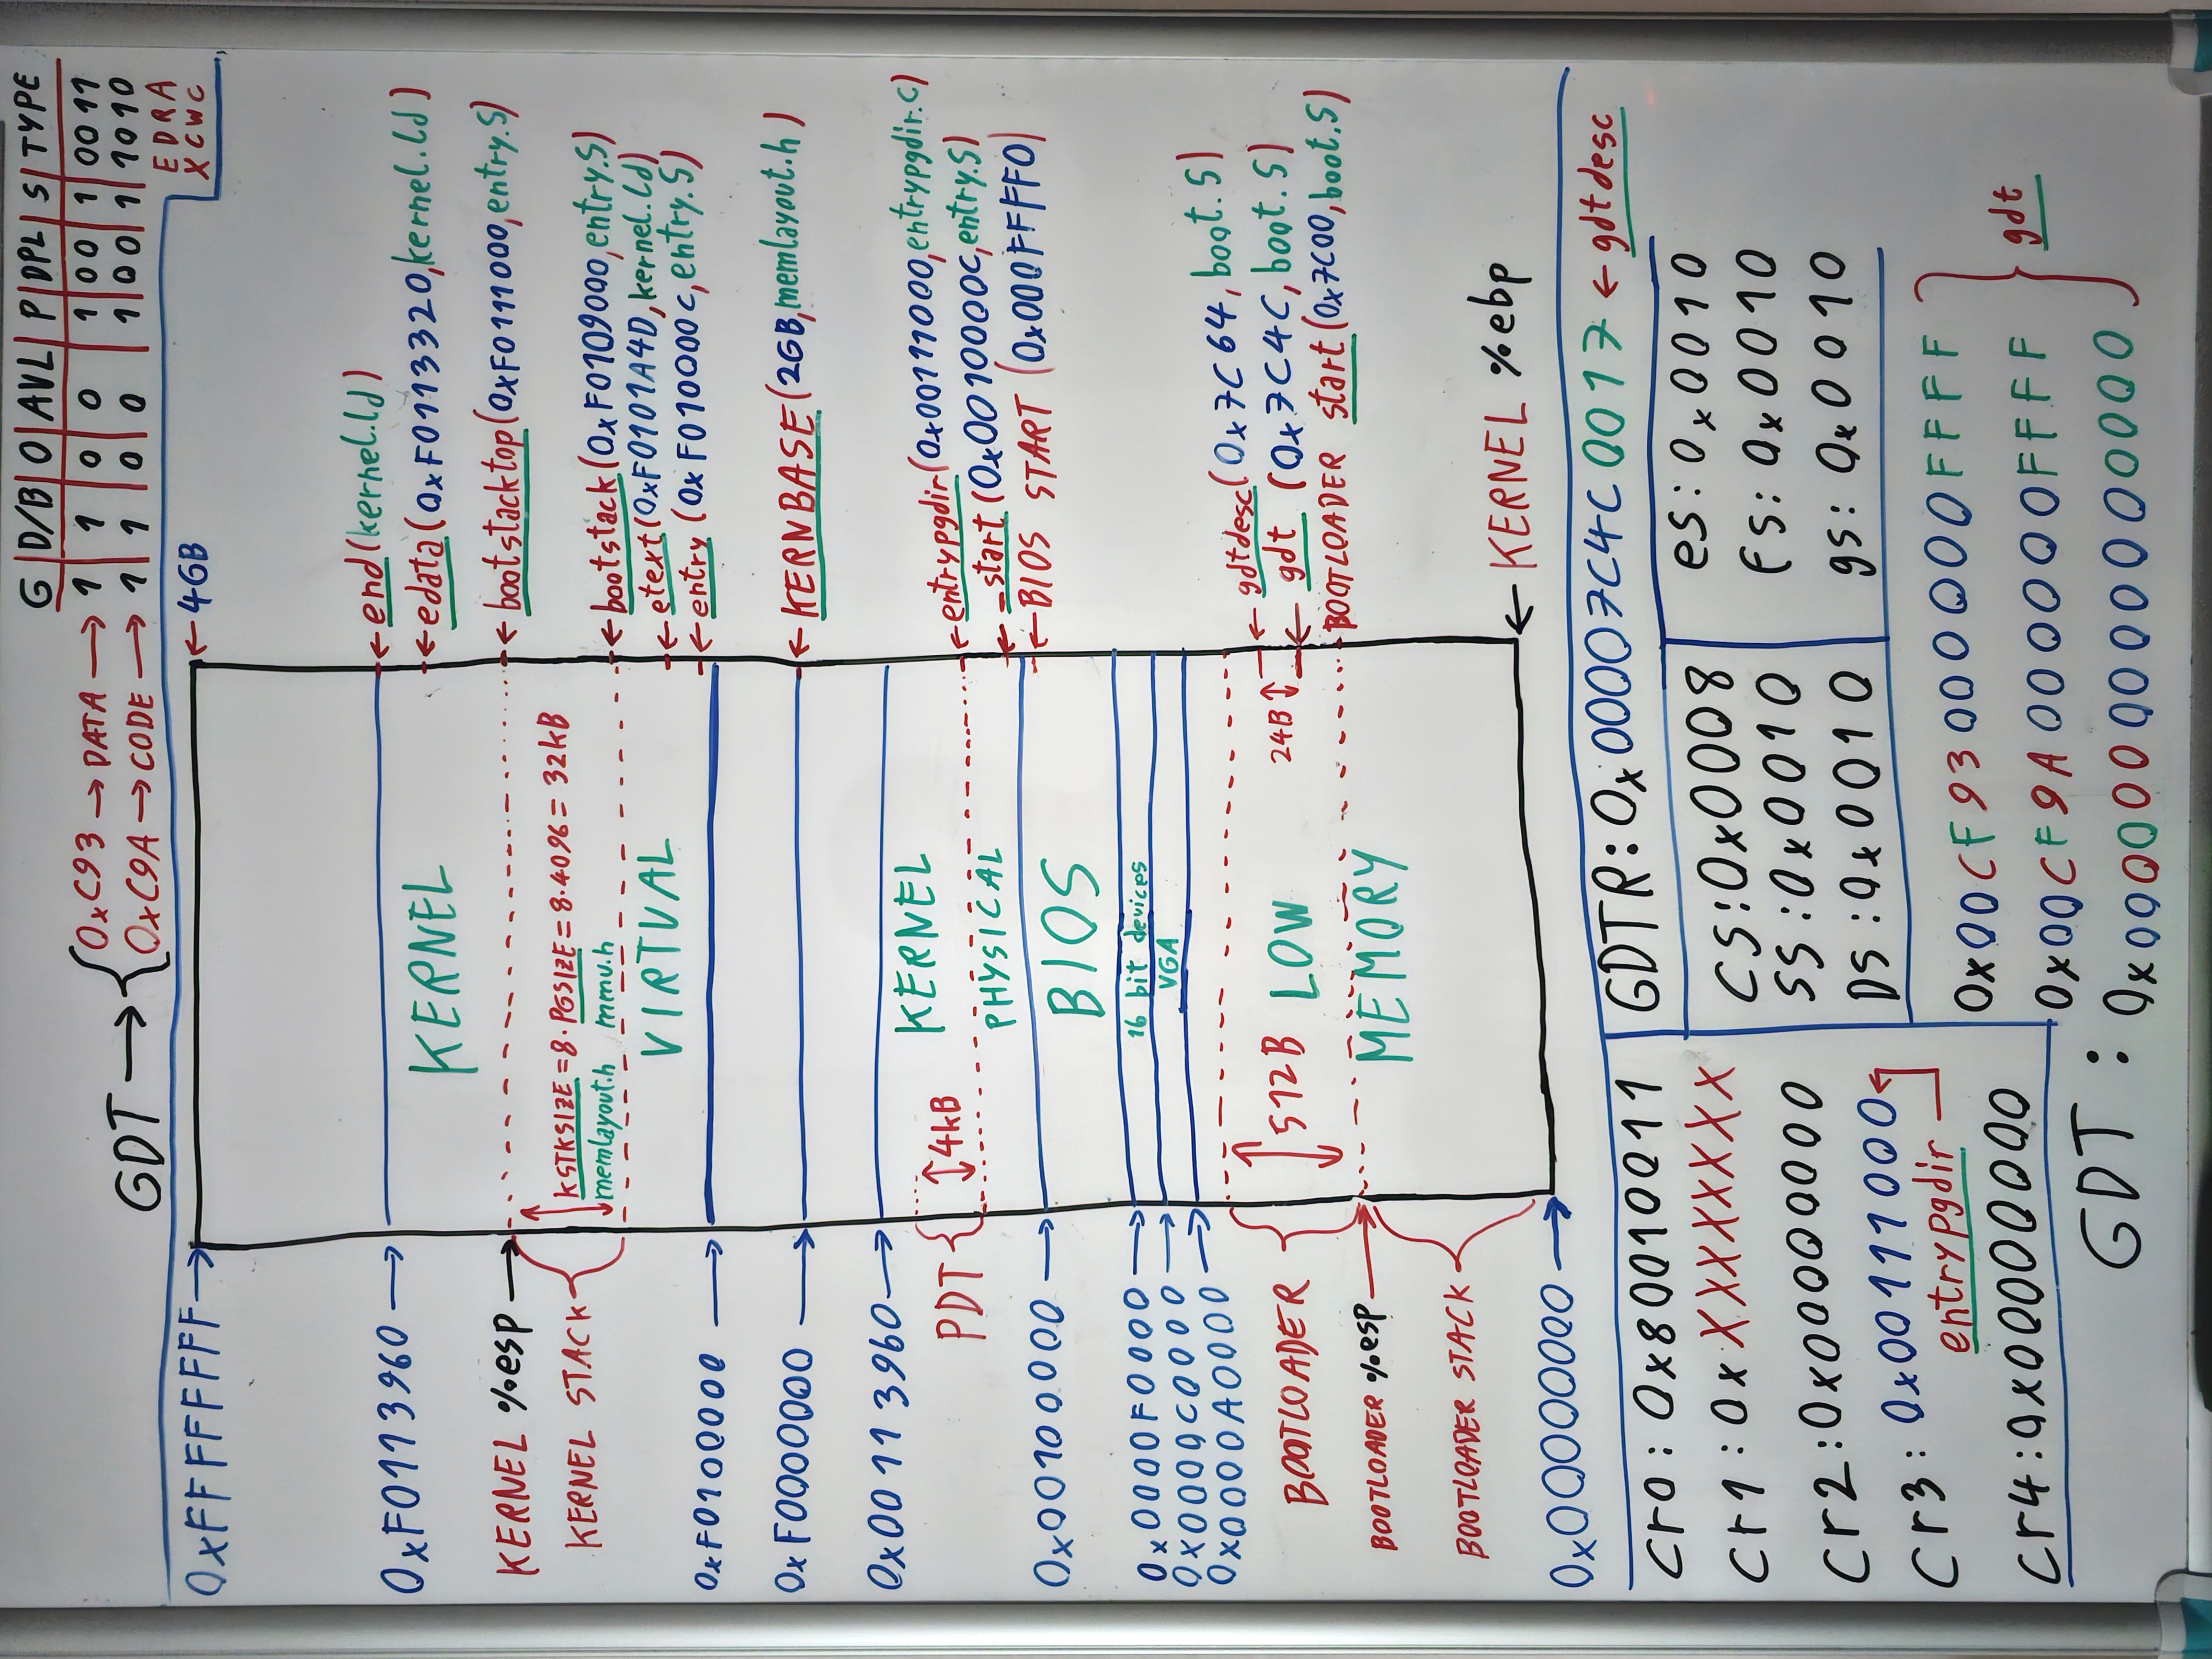 G | D/B | 0 | AVL | P | DPL | S | TYPE
0xC93 → DATA → 1 1 0 0 1 00 1 0011
GDT →
0xC9A → CODE → 1 1 0 0 1 00 1 1010
E D R A
X C W C
0xFFFFFFFF → ← 4GB
← end (kernel.ld)
0xF0113960 →
KERNEL
← edata (0xF0113320, kernel.ld)
KERNEL %esp → ← bootstacktop (0xF0111000, entry.S)
KERNEL STACK
KSTKSIZE = 8 · PGSIZE = 8·4096 = 32kB
memlayout.h mmu.h
← bootstack (0xF0109000, entry.S)
VIRTUAL
← etext (0xF0101A4D, kernel.ld)
← entry (0xF010000C, entry.S)
0xF0100000 →
0xF0000000 → ← KERNBASE (2GB, memlayout.h)
0x00113960 →
KERNEL
PDT
4kB
← entrypgdir (0x00111000, entrypgdir.c)
PHYSICAL
← _start (0x0010000C, entry.S)
← BIOS START (0x000FFFF0)
0x00100000 →
BIOS
0x0000F0000 →
16 bit devices
0x0000C0000 →
VGA
0x0000A0000 →
← gdtdesc (0x7C64, boot.S)
BOOTLOADER
512B
LOW
24B
← gdt (0x7C4C, boot.S)
BOOTLOADER start (0x7C00, boot.S)
BOOTLOADER %esp →
MEMORY
BOOTLOADER STACK
← KERNEL %ebp
0x00000000 →
GDTR: 0x00007C4C0017 ← gdtdesc
cr0: 0x80010011
cr1: 0xXXXXXXXX
cr2: 0x00000000
cr3: 0x00111000
entrypgdir
cr4: 0x00000000
CS: 0x0008
SS: 0x0010
DS: 0x0010
es: 0x0010
fs: 0x0010
gs: 0x0010
GDT:
0x00CF93000000FFFF
0x00CF9A000000FFFF
0x0000000000000000
gdt